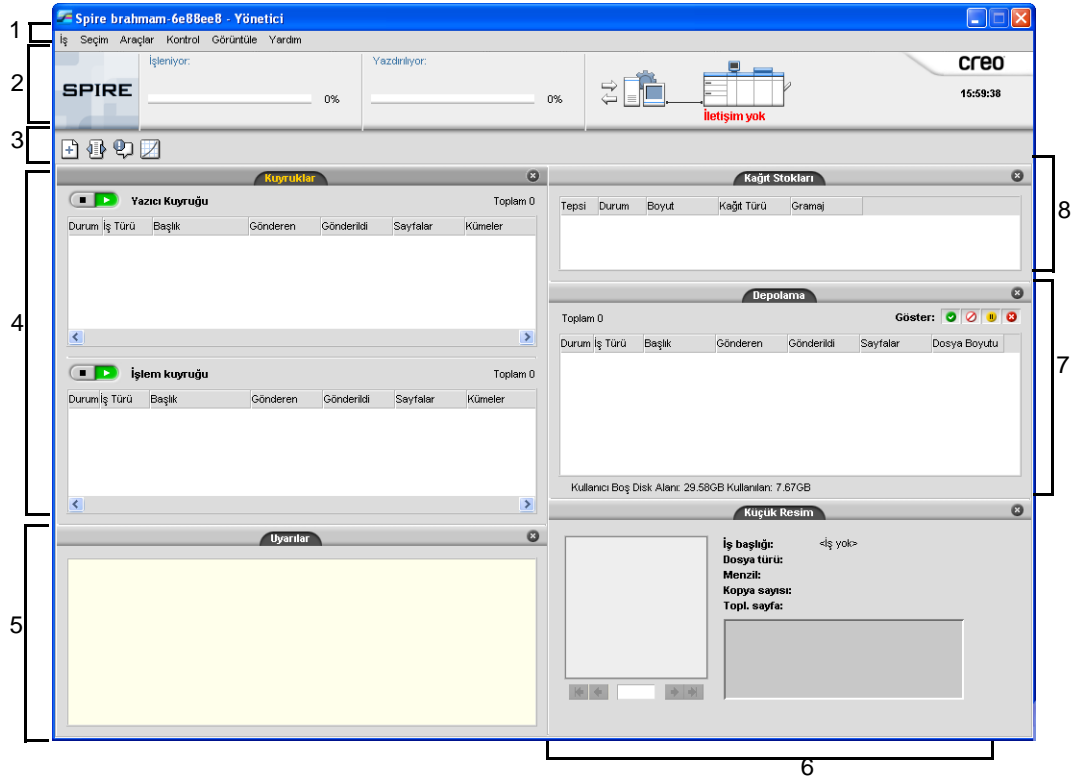 Spire brahmam-6e88ee8 - Yönetici
1
İş Seçim Araçlar Kontrol Görüntüle Yardım
2
SPIRE
İşleniyor:
0%
Yazdırılıyor:
0%
İletişim yok
creo
15:59:38
3
4
Kuyruklar
Yazıcı Kuyruğu
Toplam 0
Durum İş Türü Başlık Gönderen Gönderildi Sayfalar Kümeler
İşlem kuyruğu
Toplam 0
Durum İş Türü Başlık Gönderen Gönderildi Sayfalar Kümeler
5
Uyarılar
8
Kağıt Stokları
Tepsi Durum Boyut Kağıt Türü Gramaj
7
Depolama
Toplam 0
Göster:
Durum İş Türü Başlık Gönderen Gönderildi Sayfalar Dosya Boyutu
Kullanıcı Boş Disk Alanı: 29.58GB Kullanılan: 7.67GB
Küçük Resim
İş başlığı: <İş yok>
Dosya türü:
Menzil:
Kopya sayısı:
Topl. sayfa:
6